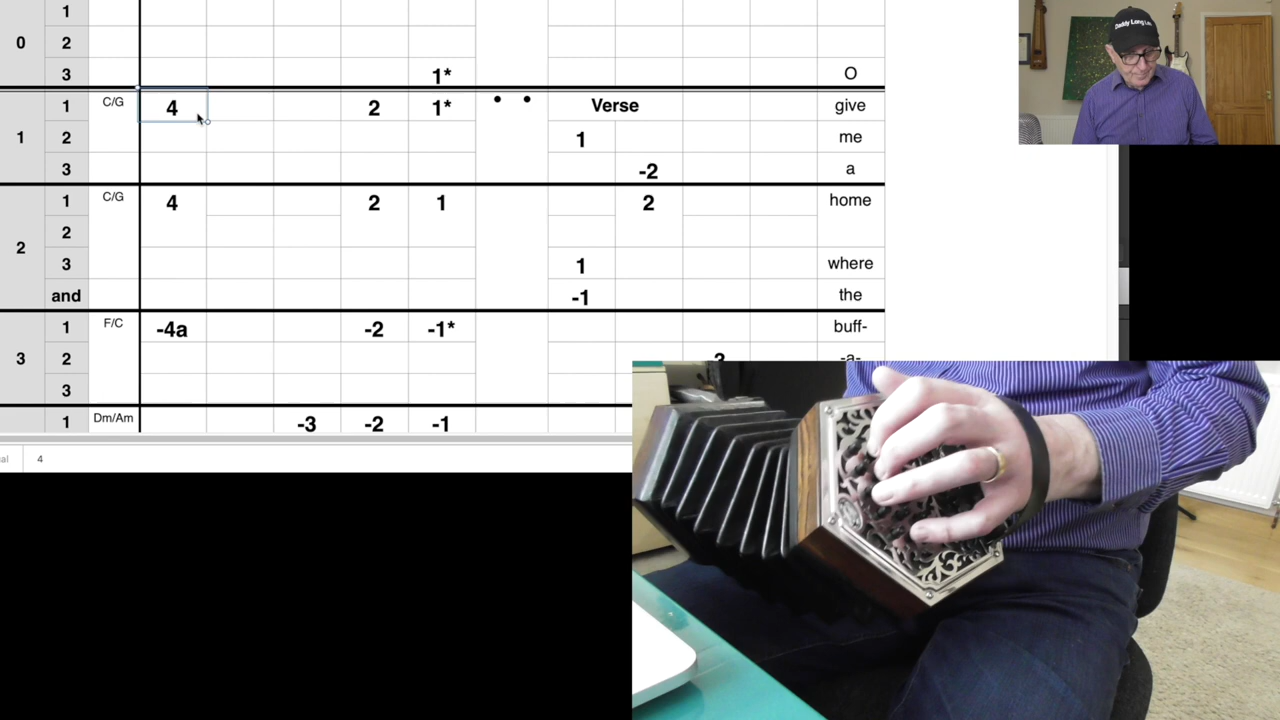 1
0 2
3 1* O
1 C/G 4 2 1* • • Verse give
1 2 1 me
3 -2 a
1 C/G 4 2 1 2 home
2 2
3 1 where
and -1 the
1 F/C -4a -2 -1* buff-
3 2 -a-
3
1 Dm/Am -3 -2 -1
4